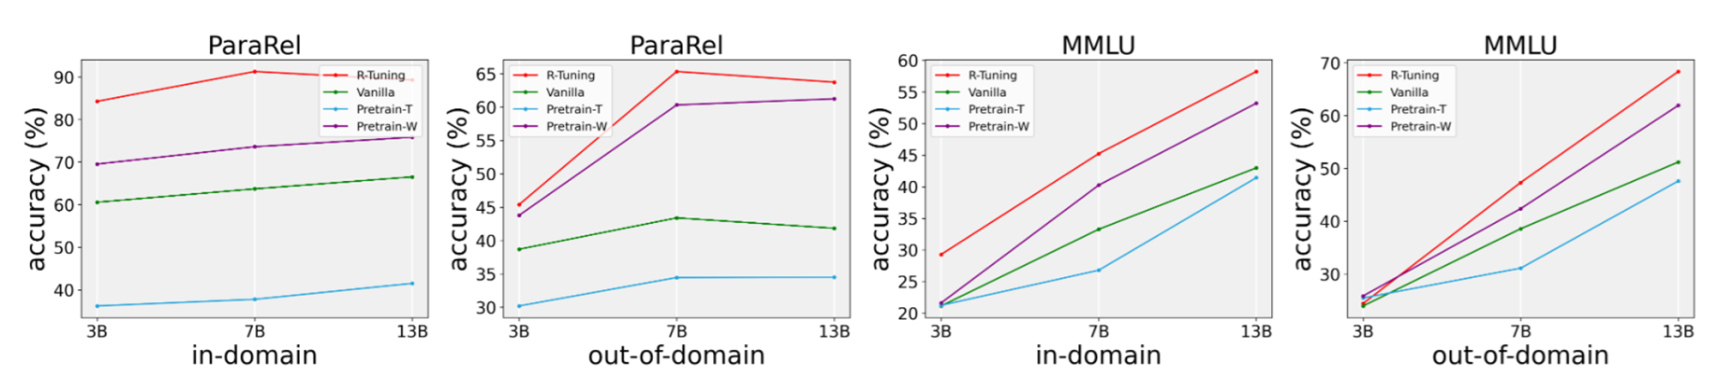 ParaRel
accuracy (%)
90
80
70
60
50
40
R-Tuning
Vanilla
Pretrain-T
Pretrain-W
3B 7B 13B
in-domain
ParaRel
accuracy (%)
65
60
55
50
45
40
35
30
R-Tuning
Vanilla
Pretrain-T
Pretrain-W
3B 7B 13B
out-of-domain
MMLU
accuracy (%)
60
55
50
45
40
35
30
25
20
R-Tuning
Vanilla
Pretrain-T
Pretrain-W
3B 7B 13B
in-domain
MMLU
accuracy (%)
70
60
50
40
30
R-Tuning
Vanilla
Pretrain-T
Pretrain-W
3B 7B 13B
out-of-domain